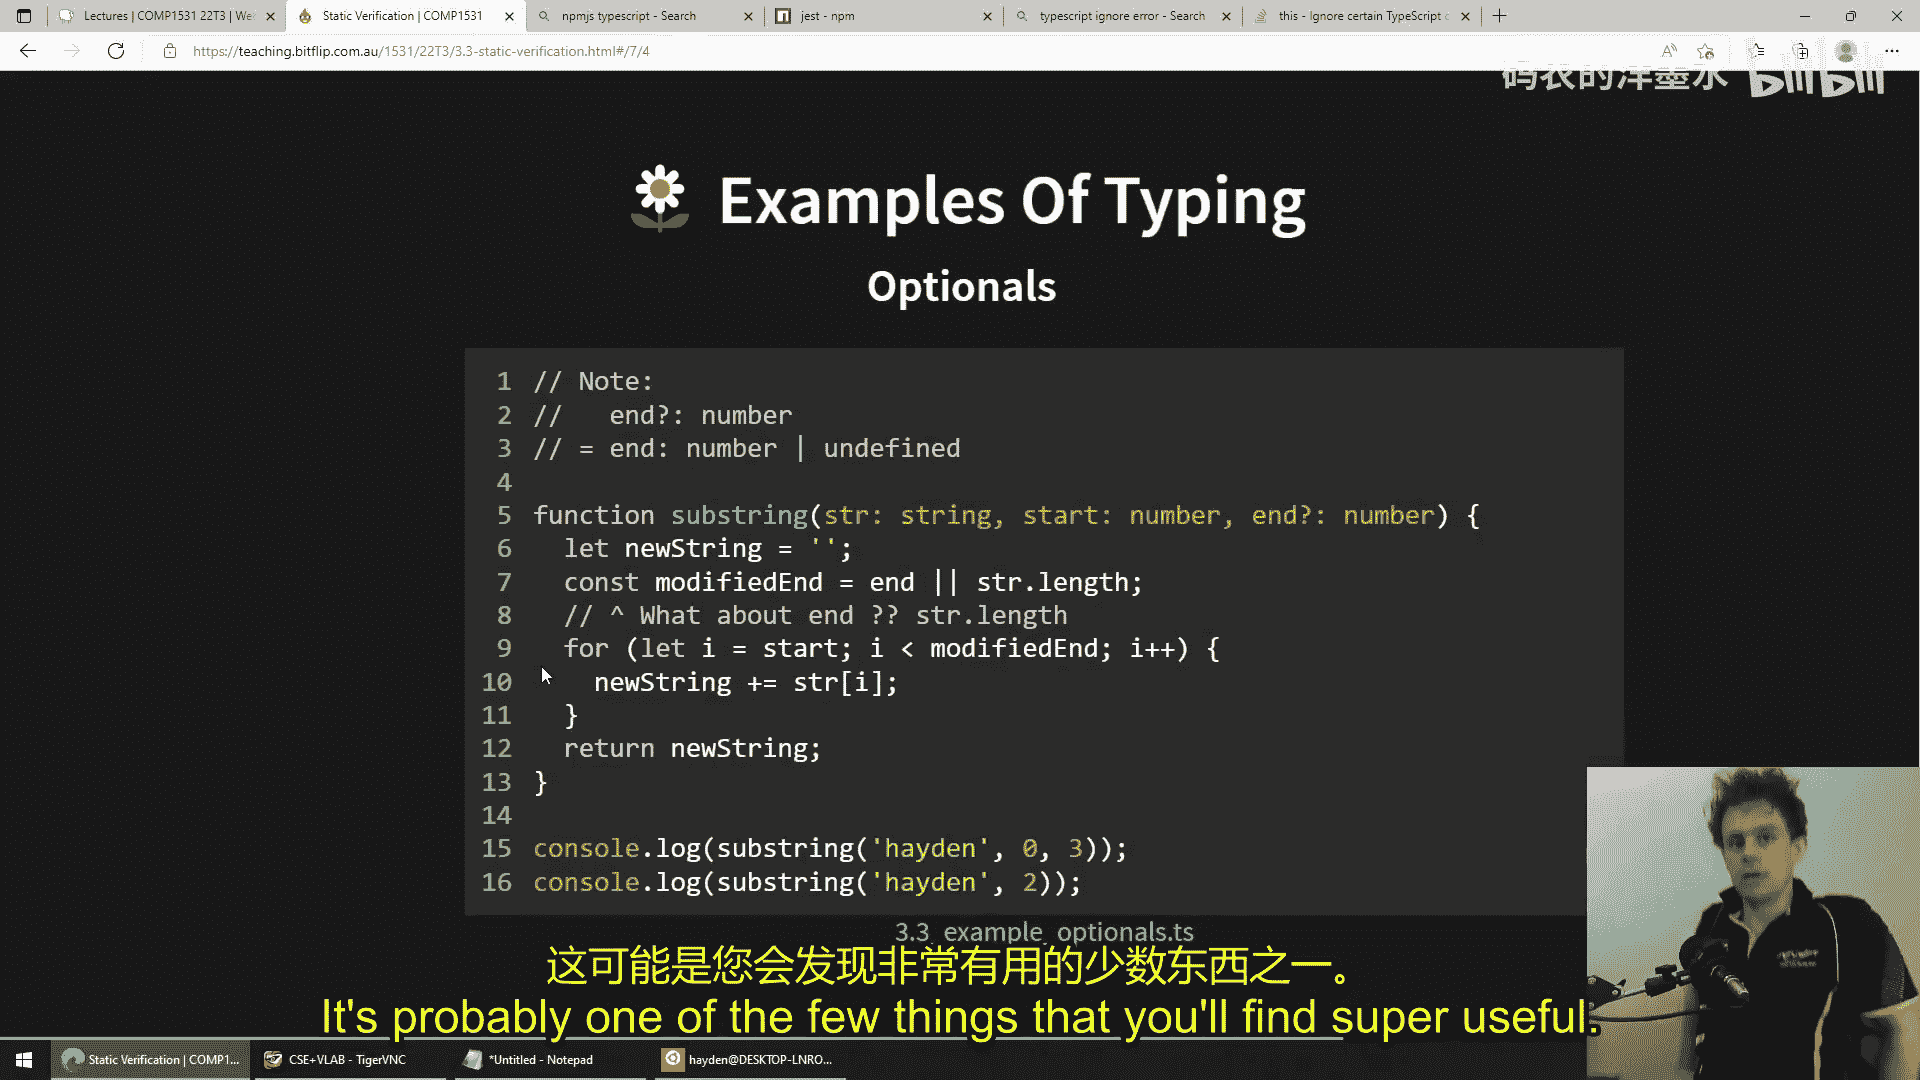 Lectures | COMP1531 22T3 | We
Static Verification | COMP1531
npmjs typescript - Search
jest - npm
typescript ignore error - Search
this - Ignore certain TypeScript c
https://teaching.bitflip.com.au/1531/22T3/3.3-static-verification.html#/7/4
码农的洋墨水 bilibili
Examples Of Typing
Optionals
1 // Note:
2 //   end?: number
3 // = end: number | undefined
4
5 function substring(str: string, start: number, end?: number) {
6   let newString = '';
7   const modifiedEnd = end || str.length;
8   // ^ What about end ?? str.length
9   for (let i = start; i < modifiedEnd; i++) {
10     newString += str[i];
11   }
12   return newString;
13 }
14
15 console.log(substring('hayden', 0, 3));
16 console.log(substring('hayden', 2));
3.3_example_optionals.ts
这可能是您会发现非常有用的少数东西之一。
It's probably one of the few things that you'll find super useful.
Static Verification | COMP1...
CSE+VLAB - TigerVNC
*Untitled - Notepad
hayden@DESKTOP-LNRO...